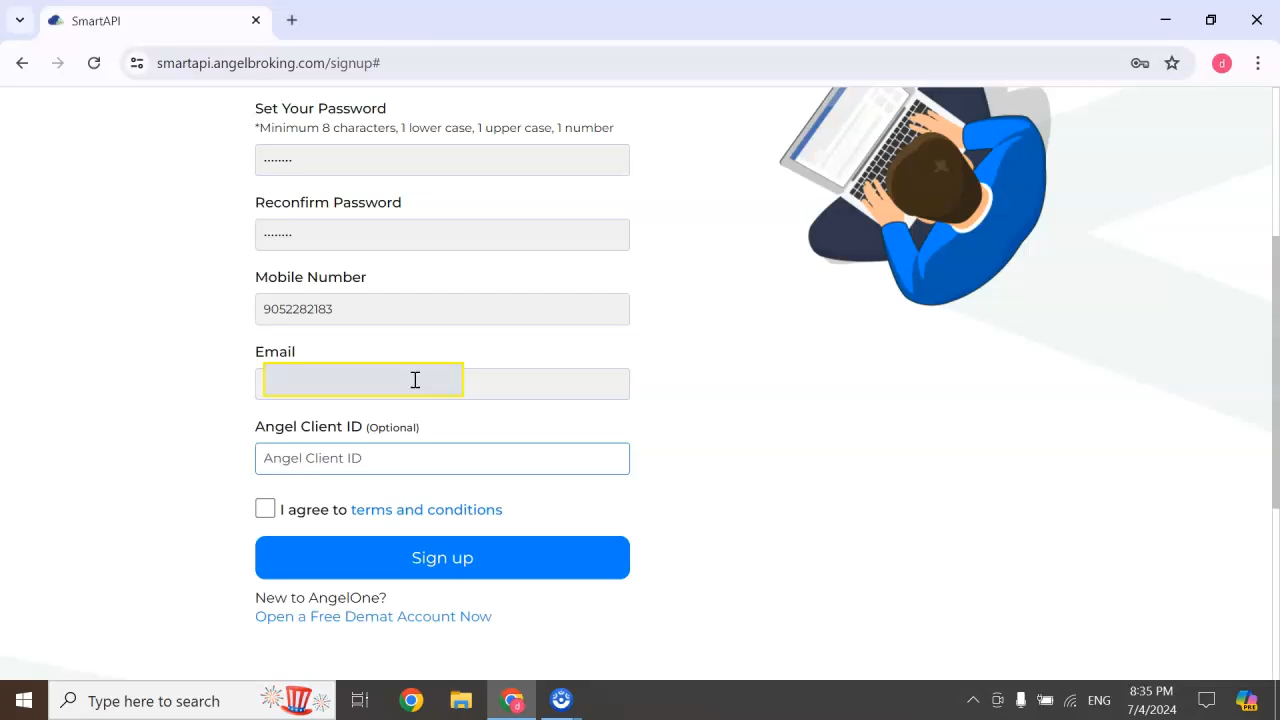 SmartAPI
smartapi.angelbroking.com/signup#
d
Set Your Password
*Minimum 8 characters, 1 lower case, 1 upper case, 1 number
••••••••
Reconfirm Password
••••••••
Mobile Number
9052282183
Email
Angel Client ID (Optional)
Angel Client ID
I agree to terms and conditions
Sign up
New to AngelOne?
Open a Free Demat Account Now
Type here to search
ENG
8:35 PM
7/4/2024
PRE